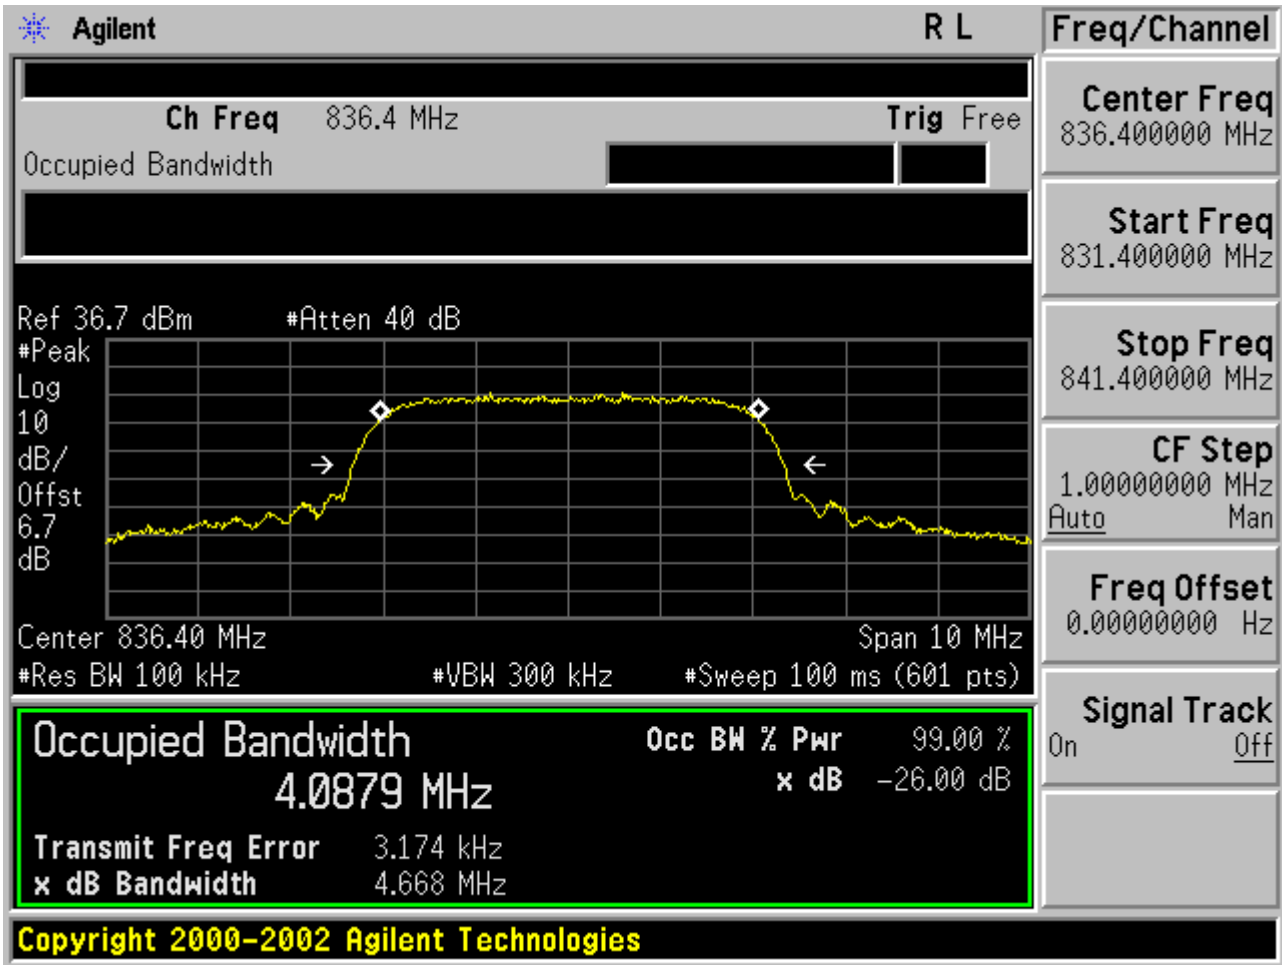 Agilent
R L
Freq/Channel
Ch Freq 836.4 MHz
Trig Free
Occupied Bandwidth
Center Freq
836.400000 MHz
Start Freq
831.400000 MHz
Stop Freq
841.400000 MHz
CF Step
1.00000000 MHz
Auto Man
Freq Offset
0.00000000 Hz
Signal Track
On Off
Ref 36.7 dBm #Atten 40 dB
#Peak
Log
10
dB/
Offst
6.7
dB
Center 836.40 MHz Span 10 MHz
#Res BW 100 kHz #VBW 300 kHz #Sweep 100 ms (601 pts)
Occupied Bandwidth
4.0879 MHz
Occ BW % Pwr 99.00 %
x dB -26.00 dB
Transmit Freq Error 3.174 kHz
x dB Bandwidth 4.668 MHz
Copyright 2000-2002 Agilent Technologies